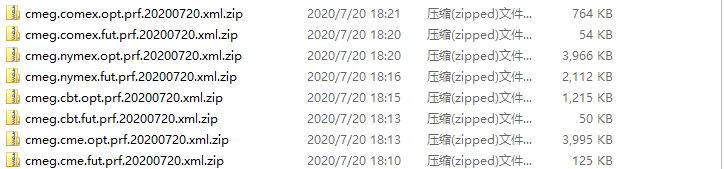 cmeg.comex.opt.prf.20200720.xml.zip 2020/7/20 18:21 压缩(zipped)文件... 764 KB
cmeg.comex.fut.prf.20200720.xml.zip 2020/7/20 18:20 压缩(zipped)文件... 54 KB
cmeg.nymex.opt.prf.20200720.xml.zip 2020/7/20 18:20 压缩(zipped)文件... 3,966 KB
cmeg.nymex.fut.prf.20200720.xml.zip 2020/7/20 18:16 压缩(zipped)文件... 2,112 KB
cmeg.cbt.opt.prf.20200720.xml.zip 2020/7/20 18:15 压缩(zipped)文件... 1,215 KB
cmeg.cbt.fut.prf.20200720.xml.zip 2020/7/20 18:13 压缩(zipped)文件... 50 KB
cmeg.cme.opt.prf.20200720.xml.zip 2020/7/20 18:13 压缩(zipped)文件... 3,995 KB
cmeg.cme.fut.prf.20200720.xml.zip 2020/7/20 18:10 压缩(zipped)文件... 125 KB